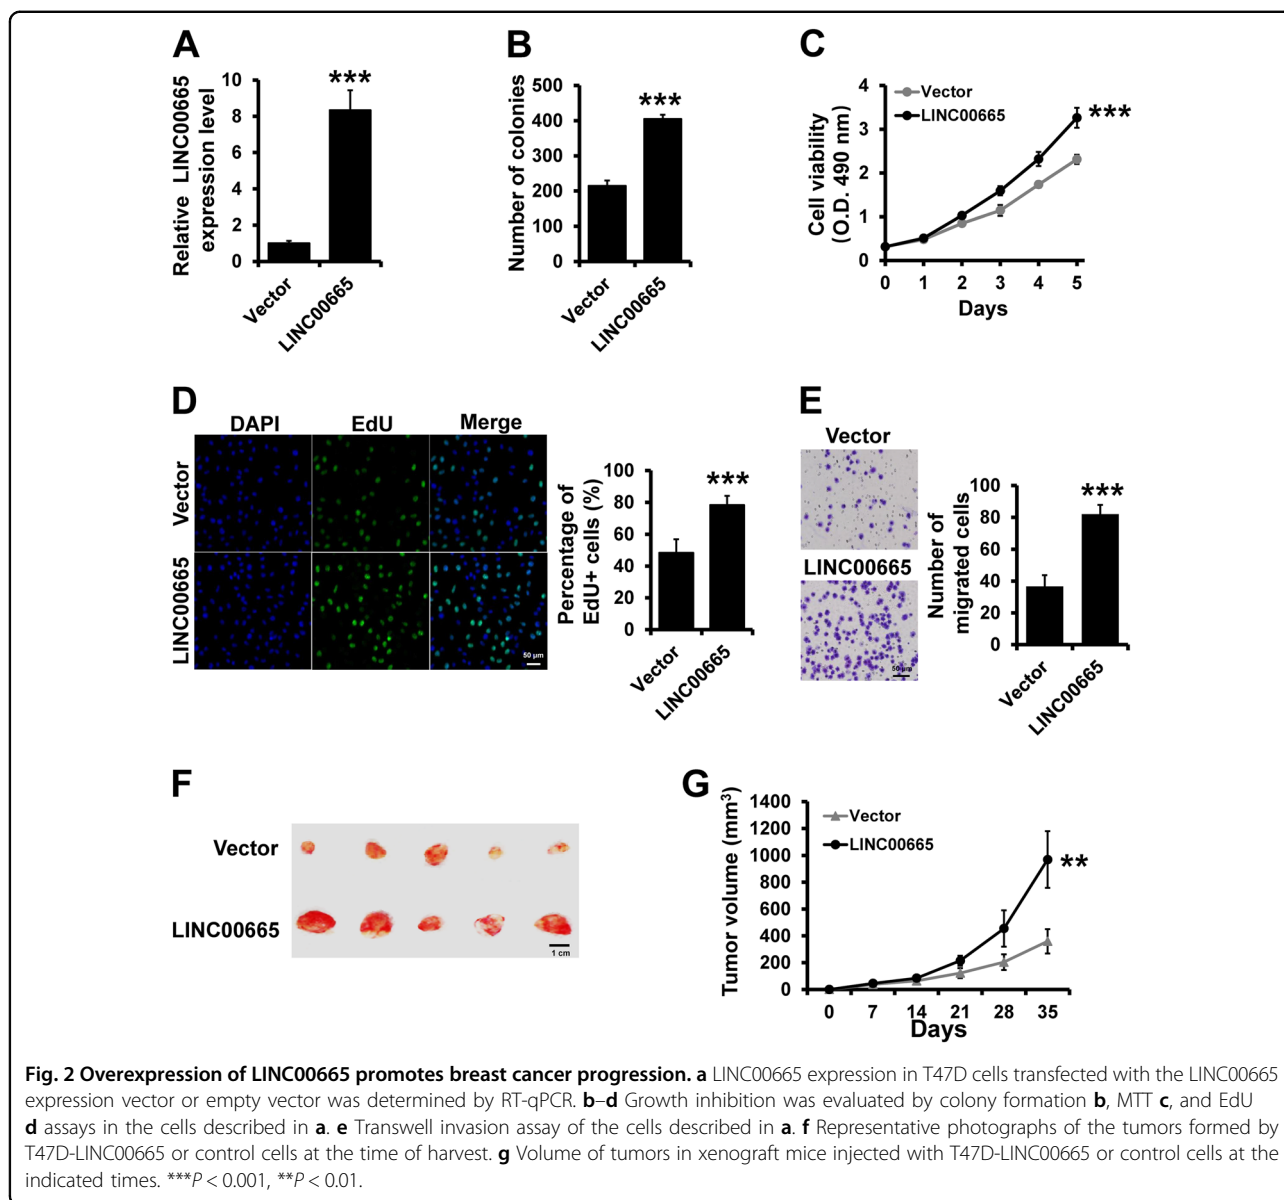 A
Relative LINC00665
expression level
10
8
6
4
2
0
***
Vector
LINC00665
B
Number of colonies
500
400
300
200
100
0
***
Vector
LINC00665
C
Cell viability
(O.D. 490 nm)
4
3
2
1
0
Vector
LINC00665
***
0 1 2 3 4 5
Days
D
DAPI EdU Merge
Vector
LINC00665
50 µm
Percentage of
EdU+ cells (%)
100
80
60
40
20
0
***
Vector
LINC00665
E
Vector
LINC00665
50 µm
Number of
migrated cells
100
80
60
40
20
0
***
Vector
LINC00665
F
Vector
LINC00665
1 cm
G
Tumor volume (mm³)
1400
1200
1000
800
600
400
200
0
Vector
LINC00665
**
0 7 14 21 28 35
Days
Fig. 2 Overexpression of LINC00665 promotes breast cancer progression. a LINC00665 expression in T47D cells transfected with the LINC00665
expression vector or empty vector was determined by RT-qPCR. b–d Growth inhibition was evaluated by colony formation b, MTT c, and EdU
d assays in the cells described in a. e Transwell invasion assay of the cells described in a. f Representative photographs of the tumors formed by
T47D-LINC00665 or control cells at the time of harvest. g Volume of tumors in xenograft mice injected with T47D-LINC00665 or control cells at the
indicated times. ***P < 0.001, **P < 0.01.